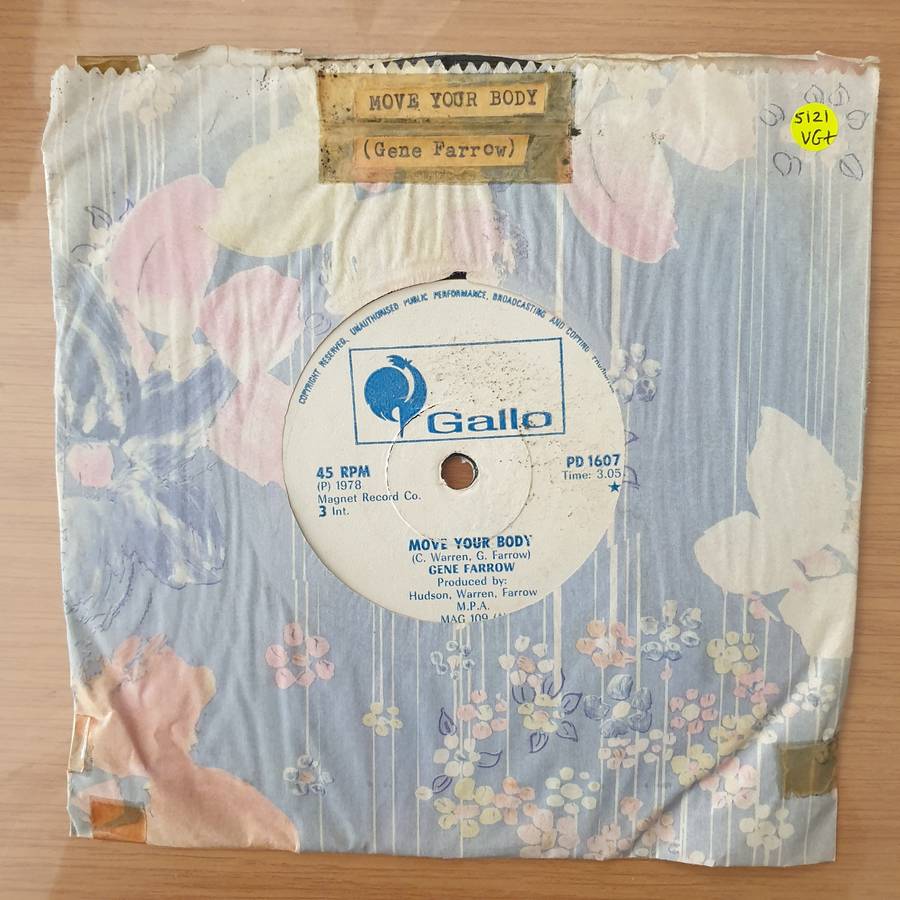 MOVE YOUR BODY
(Gene Farrow)
5121
VG+
COPYRIGHT RESERVED. UNAUTHORISED PUBLIC PERFORMANCE, BROADCASTING AND COPYING
Gallo
45 RPM
(P) 1978
Magnet Record Co.
3 Int.
PD 1607
Time: 3.05
MOVE YOUR BODY
(C. Warren, G. Farrow)
GENE FARROW
Produced by:
Hudson, Warren, Farrow
M.P.A.
MAG 109